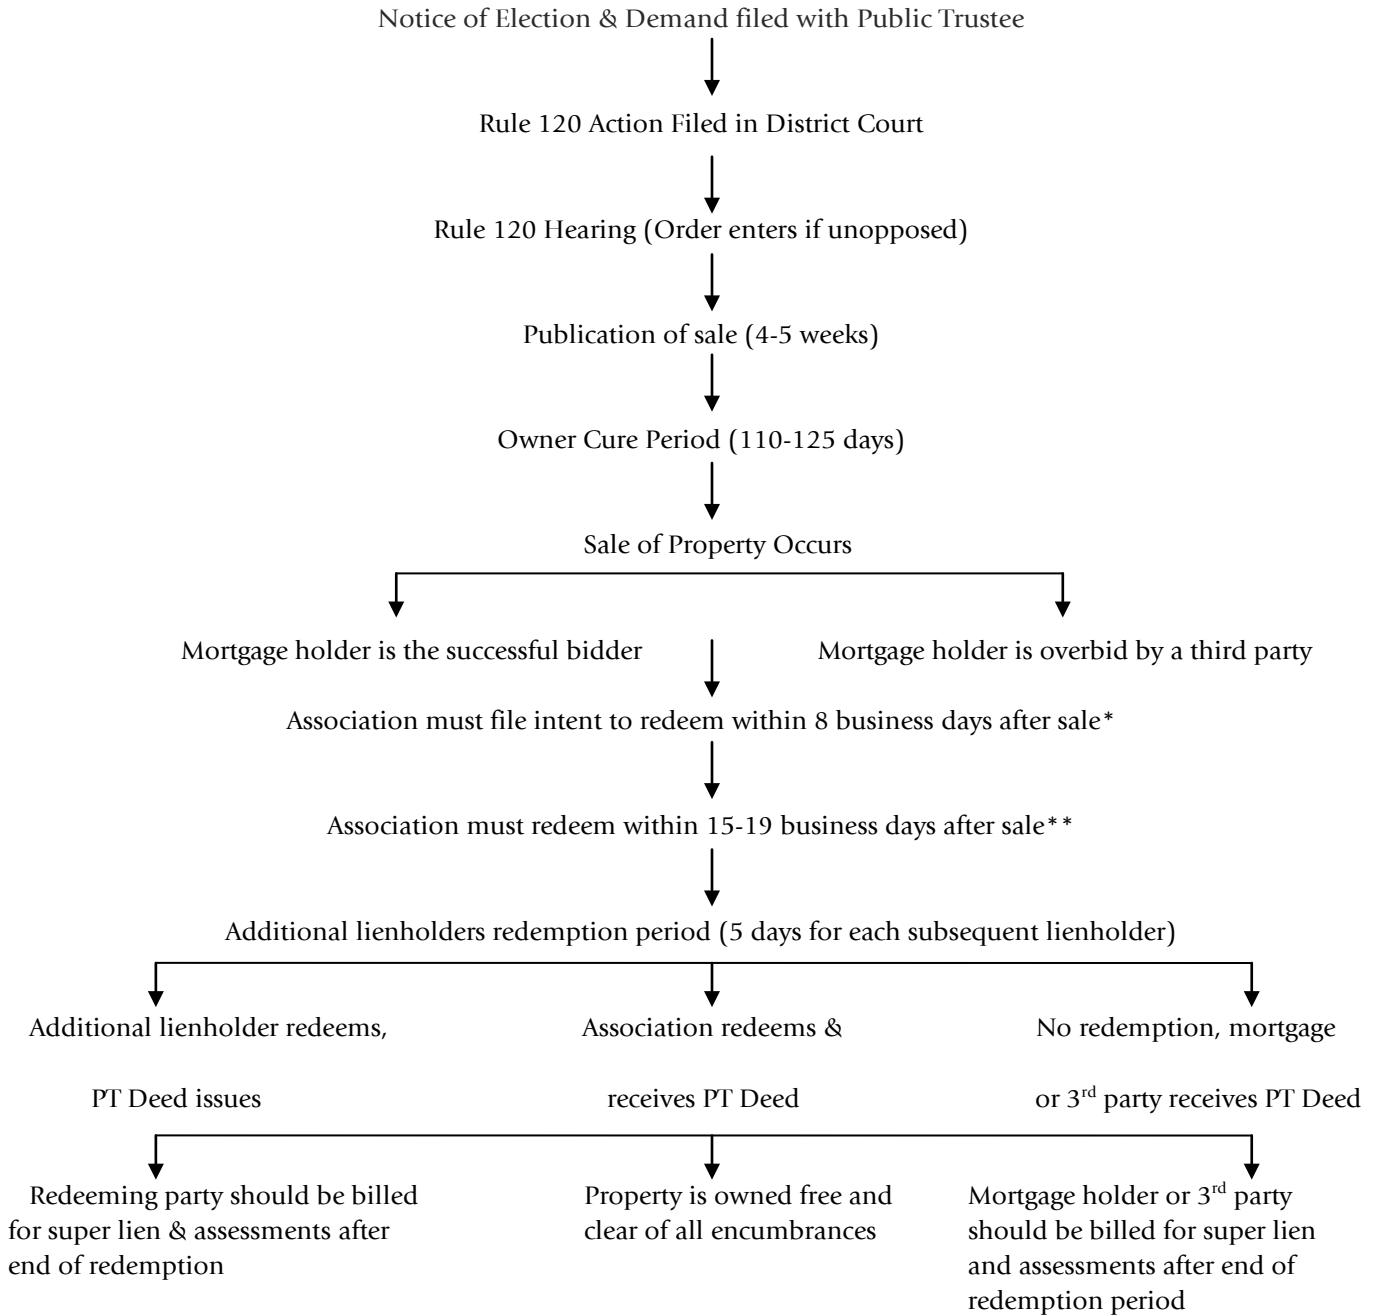 Notice of Election & Demand filed with Public Trustee
Rule 120 Action Filed in District Court
Rule 120 Hearing (Order enters if unopposed)
Publication of sale (4-5 weeks)
Owner Cure Period (110-125 days)
Sale of Property Occurs
Mortgage holder is the successful bidder
Mortgage holder is overbid by a third party
Association must file intent to redeem within 8 business days after sale*
Association must redeem within 15-19 business days after sale**
Additional lienholders redemption period (5 days for each subsequent lienholder)
Additional lienholder redeems,
PT Deed issues
Association redeems &
receives PT Deed
No redemption, mortgage
or 3rd party receives PT Deed
Redeeming party should be billed
for super lien & assessments after
end of redemption
Property is owned free and
clear of all encumbrances
Mortgage holder or 3rd party
should be billed for super lien
and assessments after end of
redemption period